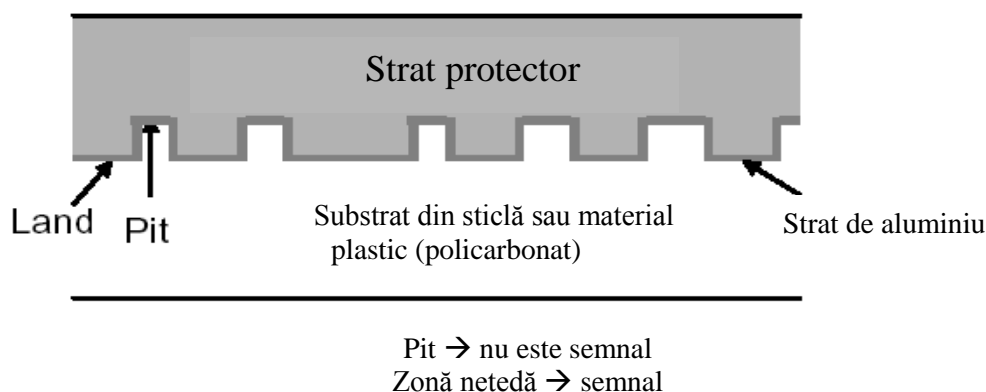 Strat protector
Land
Pit
Substrat din sticlă sau material
plastic (policarbonat)
Strat de aluminiu
Pit → nu este semnal
Zonă netedă → semnal